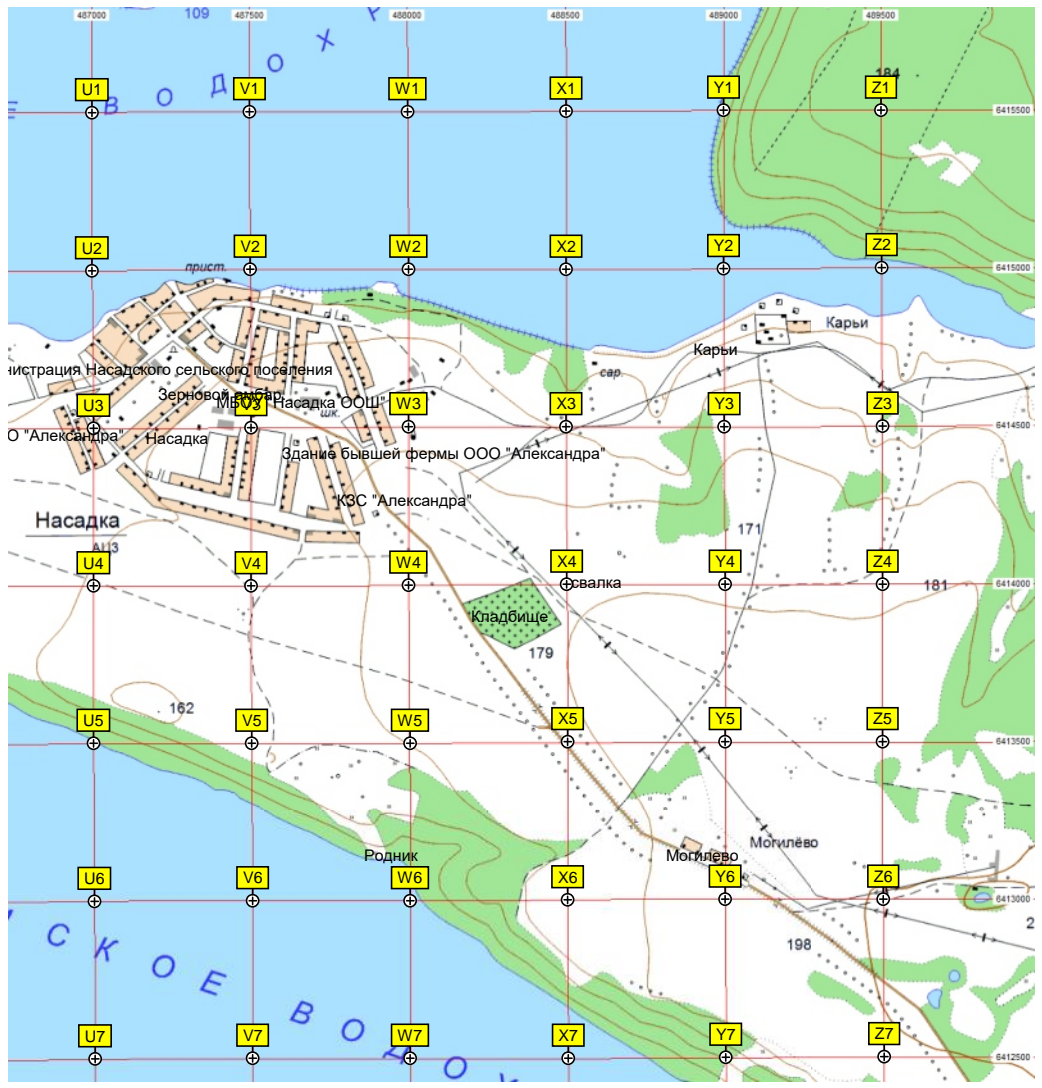 487000 487500 488000 488500 489000 489500
109
Х
О
Д
О
В
Е
184
U1 V1 W1 X1 Y1 Z1
6415500
U2 V2 W2 X2 Y2 Z2
6415000
прист.
Карьи
Карьи
нистрация Насадского сельского поселения
сар.
Зерновой амбар
МБОУ "Насадка ООШ"
шк.
U3 V3 W3 X3 Y3 Z3
6414500
О "Александра"
Насадка
Здание бывшей фермы ООО "Александра"
КЗС "Александра"
Насадка
171
U4 V4 W4 X4 Y4 Z4
6414000
свалка
181
Кладбище
179
162
U5 V5 W5 X5 Y5 Z5
6413500
Могилёво
Родник
Могилево
U6 V6 W6 X6 Y6 Z6
6413000
2
198
С К О Е В О Д О Х
U7 V7 W7 X7 Y7 Z7
6412500